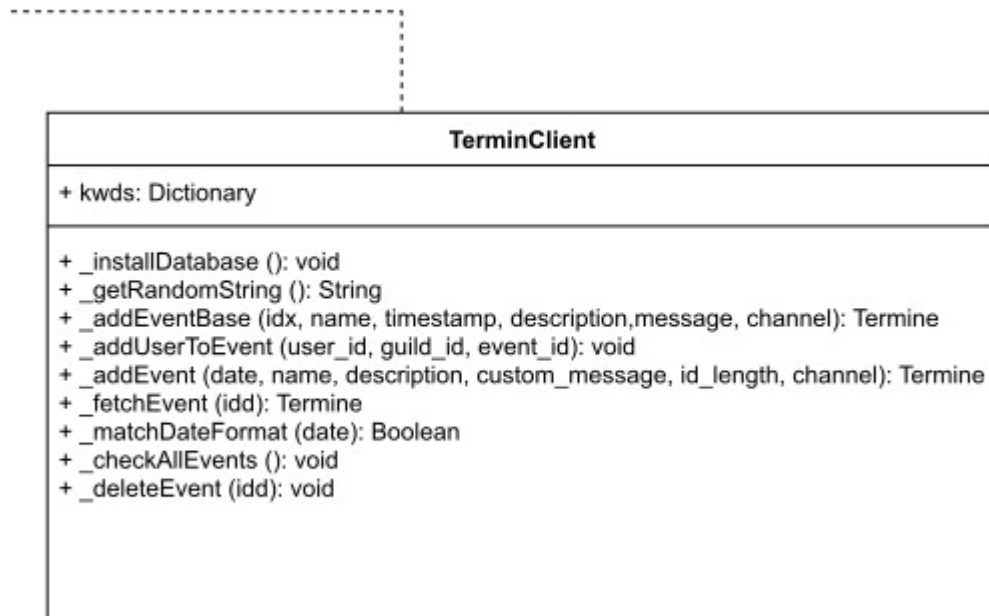 TerminClient
+ kwds: Dictionary
+ _installDatabase (): void
+ _getRandomString (): String
+ _addEventBase (idx, name, timestamp, description,message, channel): Termine
+ _addUserToEvent (user_id, guild_id, event_id): void
+ _addEvent (date, name, description, custom_message, id_length, channel): Termine
+ _fetchEvent (idd): Termine
+ _matchDateFormat (date): Boolean
+ _checkAllEvents (): void
+ _deleteEvent (idd): void